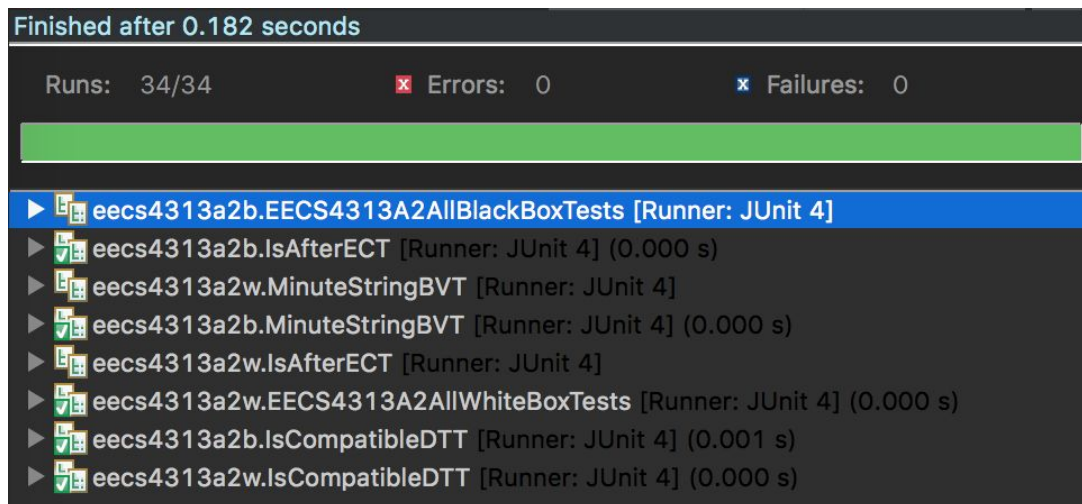 Finished after 0.182 seconds
Runs: 34/34 x Errors: 0 x Failures: 0
eecs4313a2b.EECS4313A2AllBlackBoxTests [Runner: JUnit 4]
eecs4313a2b.IsAfterECT [Runner: JUnit 4] (0.000 s)
eecs4313a2w.MinuteStringBVT [Runner: JUnit 4]
eecs4313a2b.MinuteStringBVT [Runner: JUnit 4] (0.000 s)
eecs4313a2w.IsAfterECT [Runner: JUnit 4]
eecs4313a2w.EECS4313A2AllWhiteBoxTests [Runner: JUnit 4] (0.000 s)
eecs4313a2b.IsCompatibleDTT [Runner: JUnit 4] (0.001 s)
eecs4313a2w.IsCompatibleDTT [Runner: JUnit 4] (0.000 s)